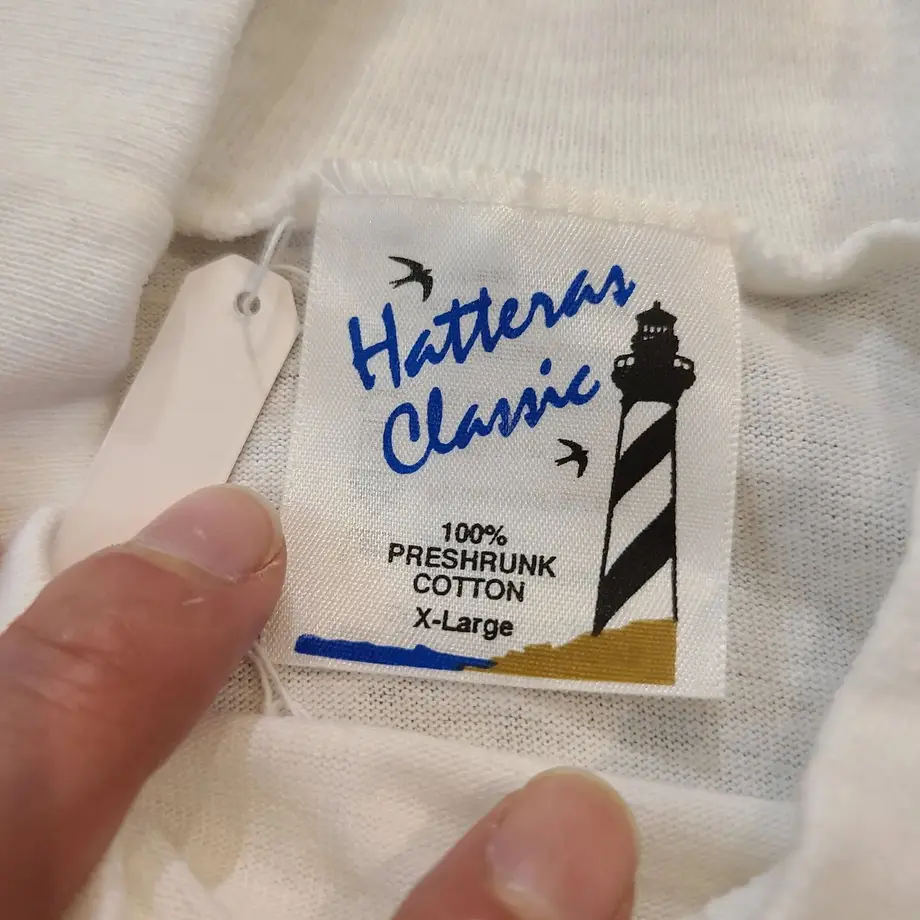 Hatteras
Classic
100%
PRESHRUNK
COTTON
X-Large